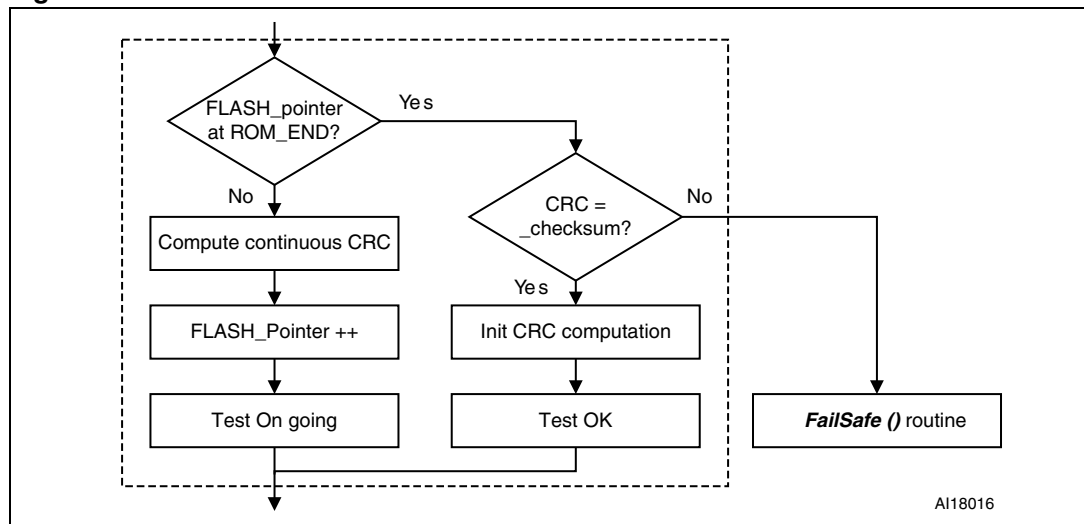 FLASH_pointer
at ROM_END?
Yes
No
Compute continuous CRC
FLASH_Pointer ++
Test On going
CRC =
_checksum?
No
Yes
Init CRC computation
Test OK
FailSafe () routine
AI18016